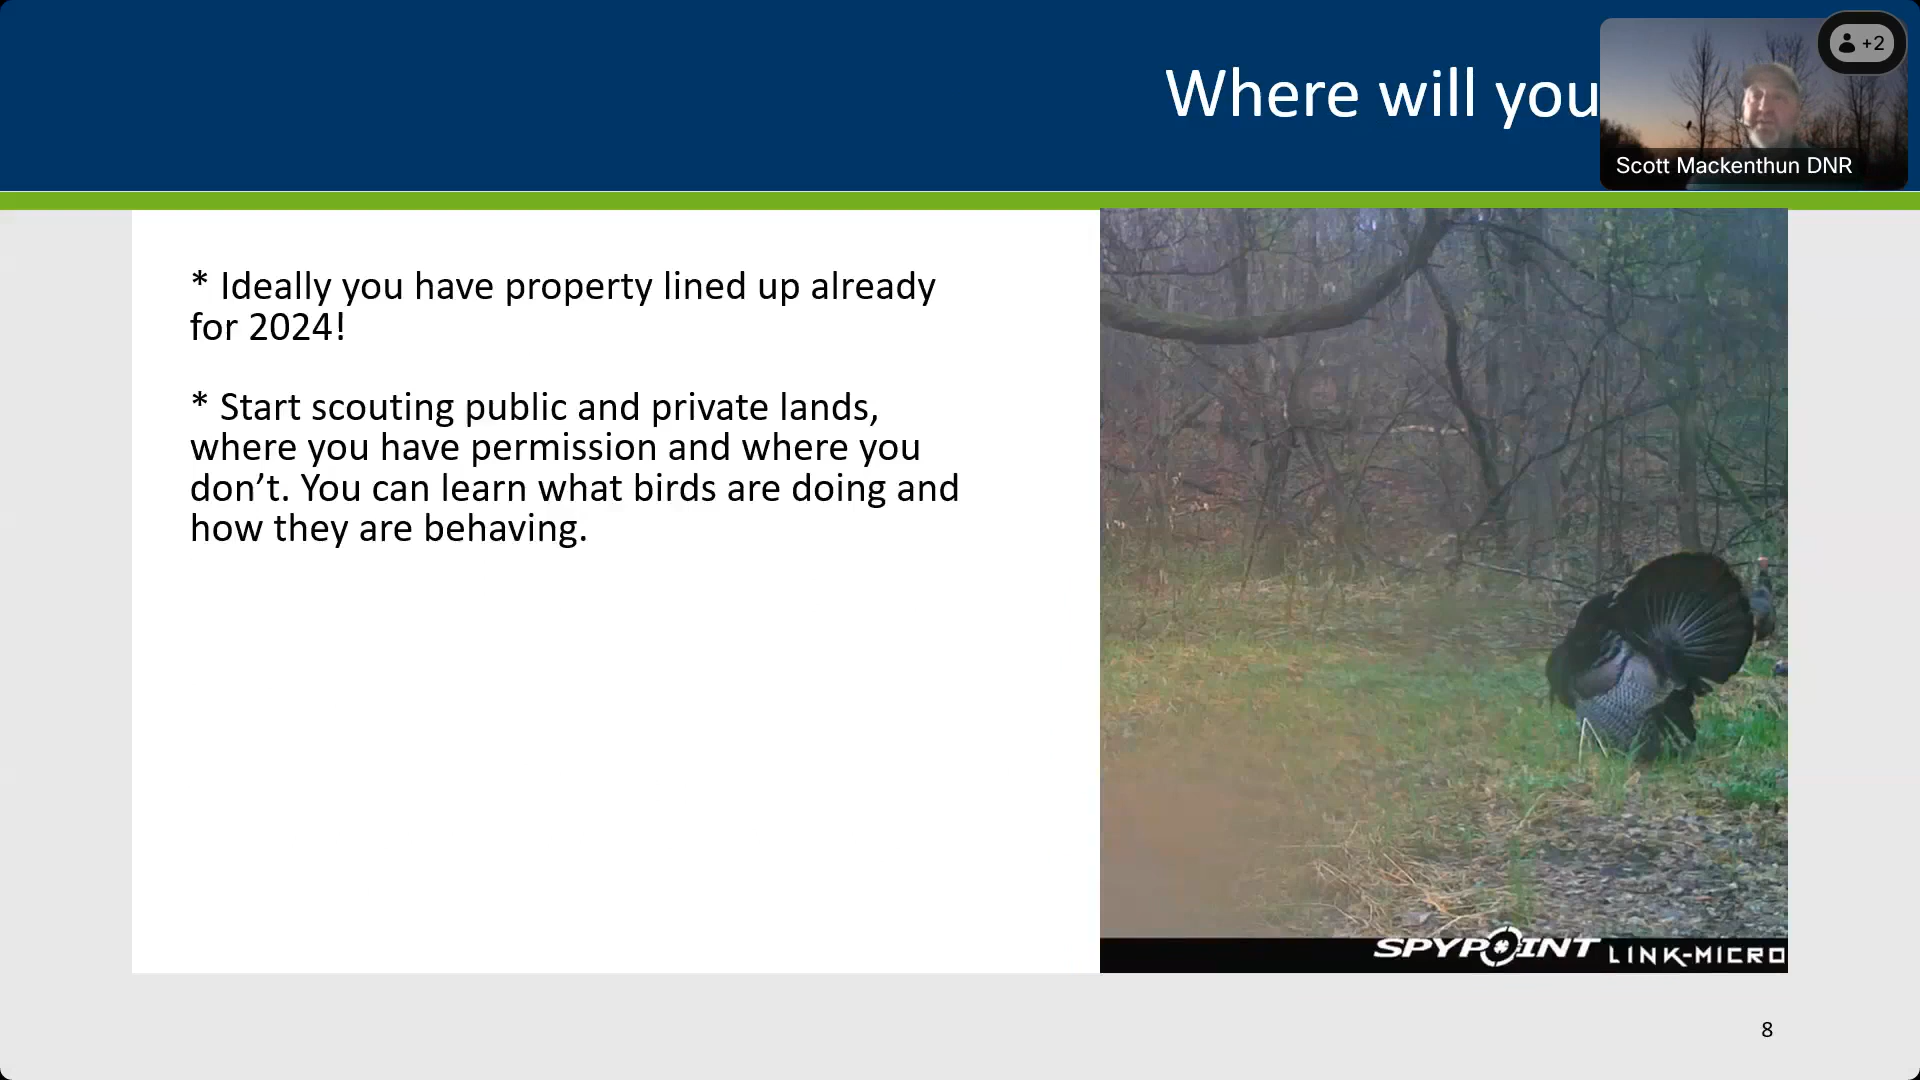 Where will you
+2
Scott Mackenthun DNR
* Ideally you have property lined up already
for 2024!
* Start scouting public and private lands,
where you have permission and where you
don’t. You can learn what birds are doing and
how they are behaving.
SPYPOINT LINK-MICRO
8